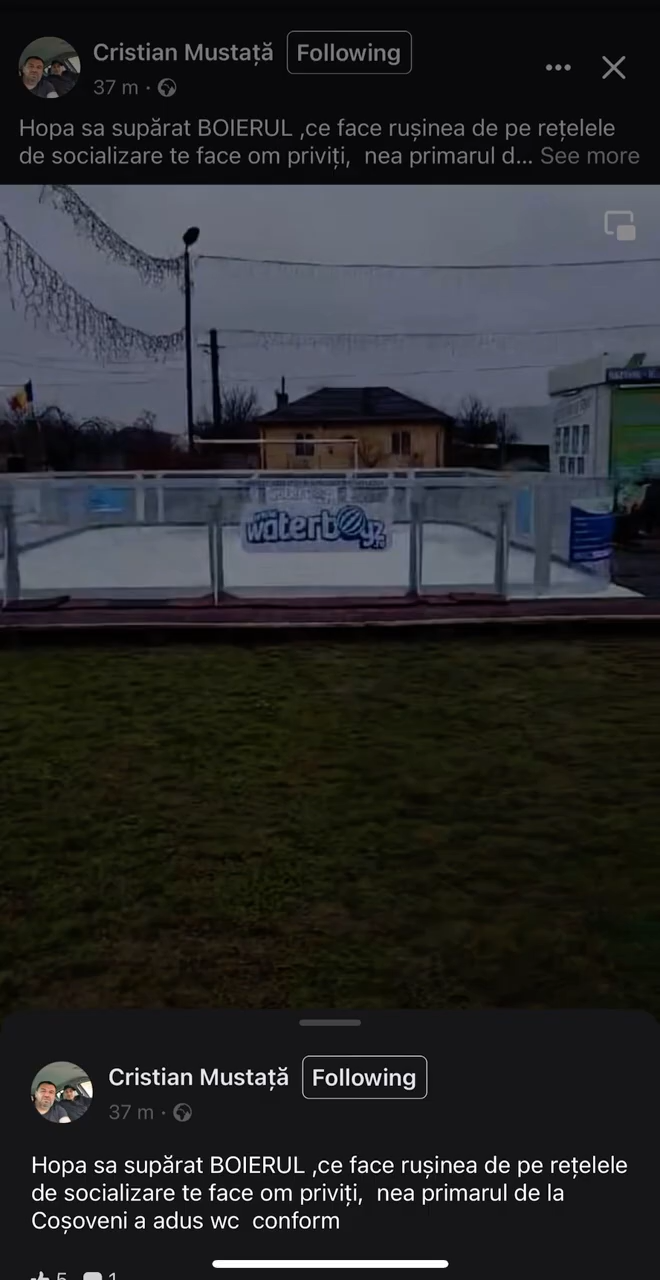 Cristian Mustață Following
37 m ·
Hopa sa supărat BOIERUL ,ce face rușinea de pe rețelele
de socializare te face om priviți, nea primarul d... See more
waterboyz
Cristian Mustață Following
37 m ·
Hopa sa supărat BOIERUL ,ce face rușinea de pe rețelele
de socializare te face om priviți, nea primarul de la
Coșoveni a adus wc conform
5 1